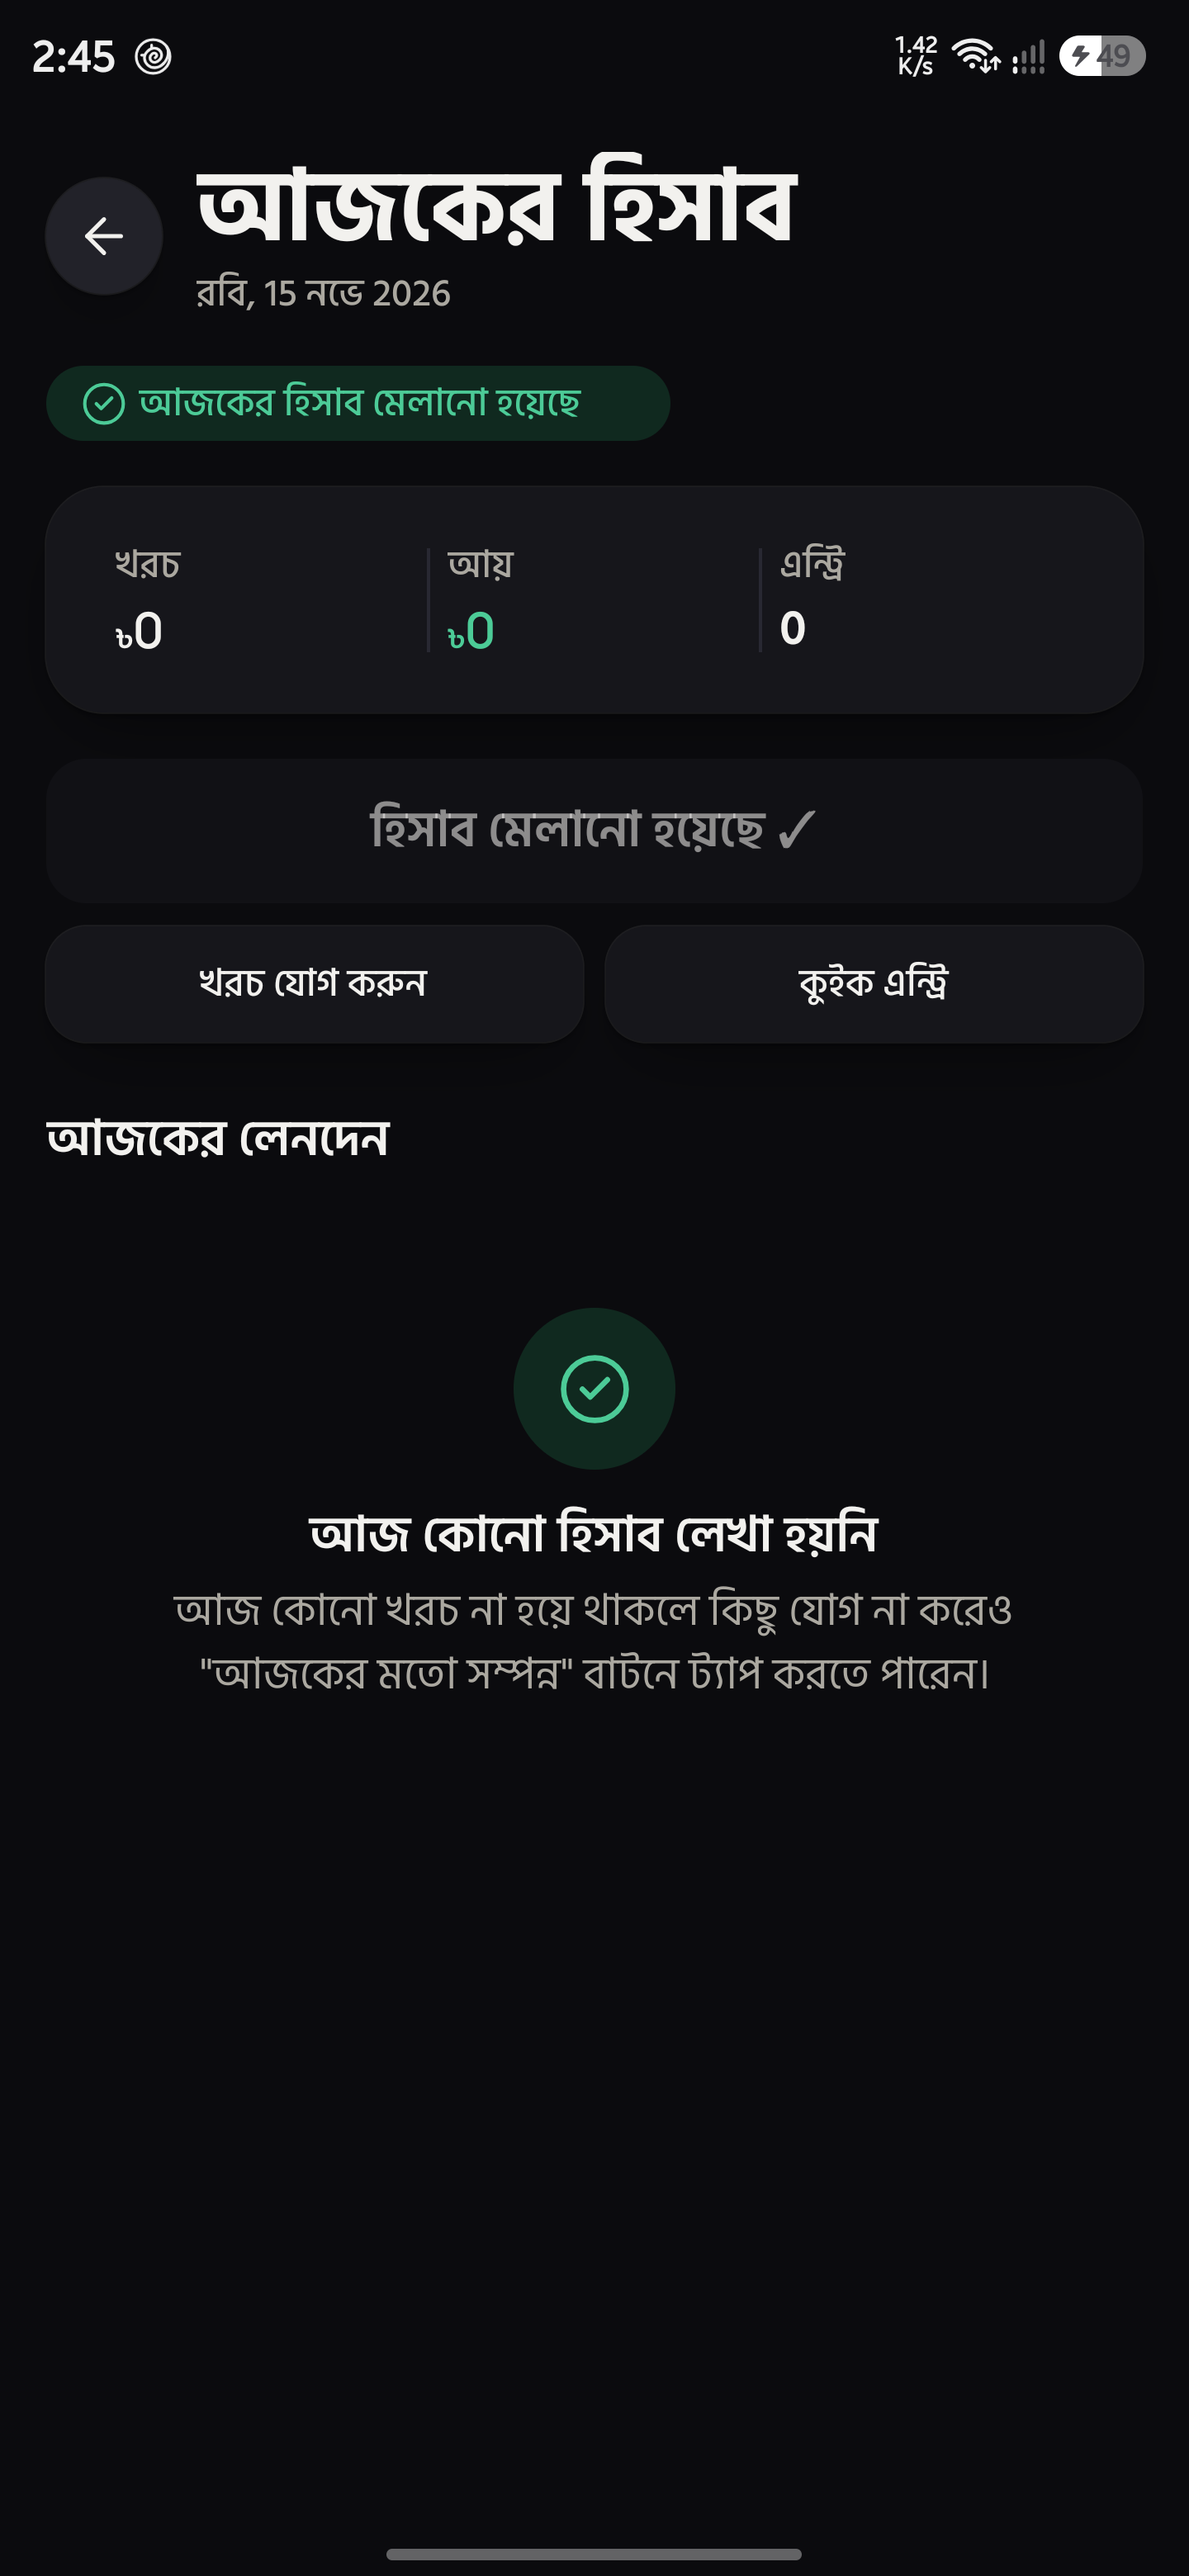 2:45
1.42 K/s
49
আজকের হিসাব
রবি, 15 নভে 2026
আজকের হিসাব মেলানো হয়েছে
খরচ আয় এন্ট্রি
৳0 ৳0 0
হিসাব মেলানো হয়েছে ✓
খরচ যোগ করুন কুইক এন্ট্রি
আজকের লেনদেন
আজ কোনো হিসাব লেখা হয়নি
আজ কোনো খরচ না হয়ে থাকলে কিছু যোগ না করেও
"আজকের মতো সম্পন্ন" বাটনে ট্যাপ করতে পারেন।